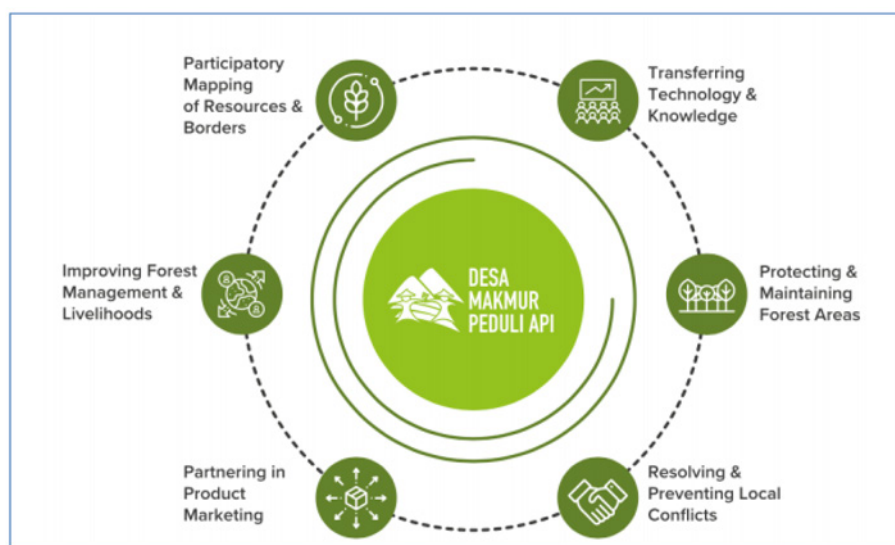 Participatory
Mapping
of Resources &
Borders
Transferring
Technology &
Knowledge
Improving Forest
Management &
Livelihoods
DESA
MAKMUR
PEDULI API
Protecting &
Maintaining
Forest Areas
Partnering in
Product
Marketing
Resolving &
Preventing Local
Conflicts